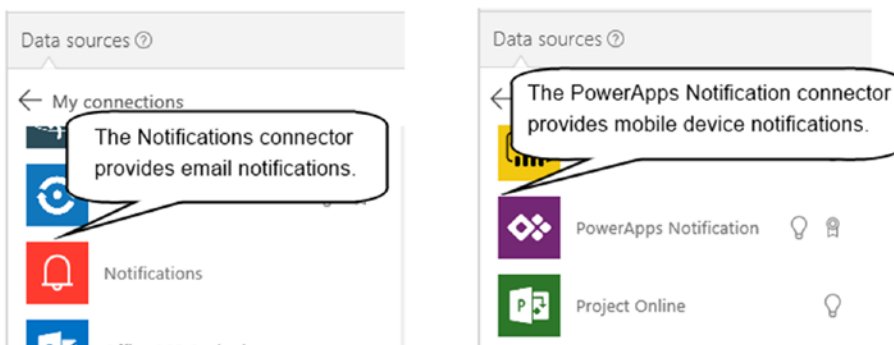 Data sources
My connections
The Notifications connector
provides email notifications.
Notifications
Data sources
The PowerApps Notification connector
provides mobile device notifications.
PowerApps Notification
Project Online